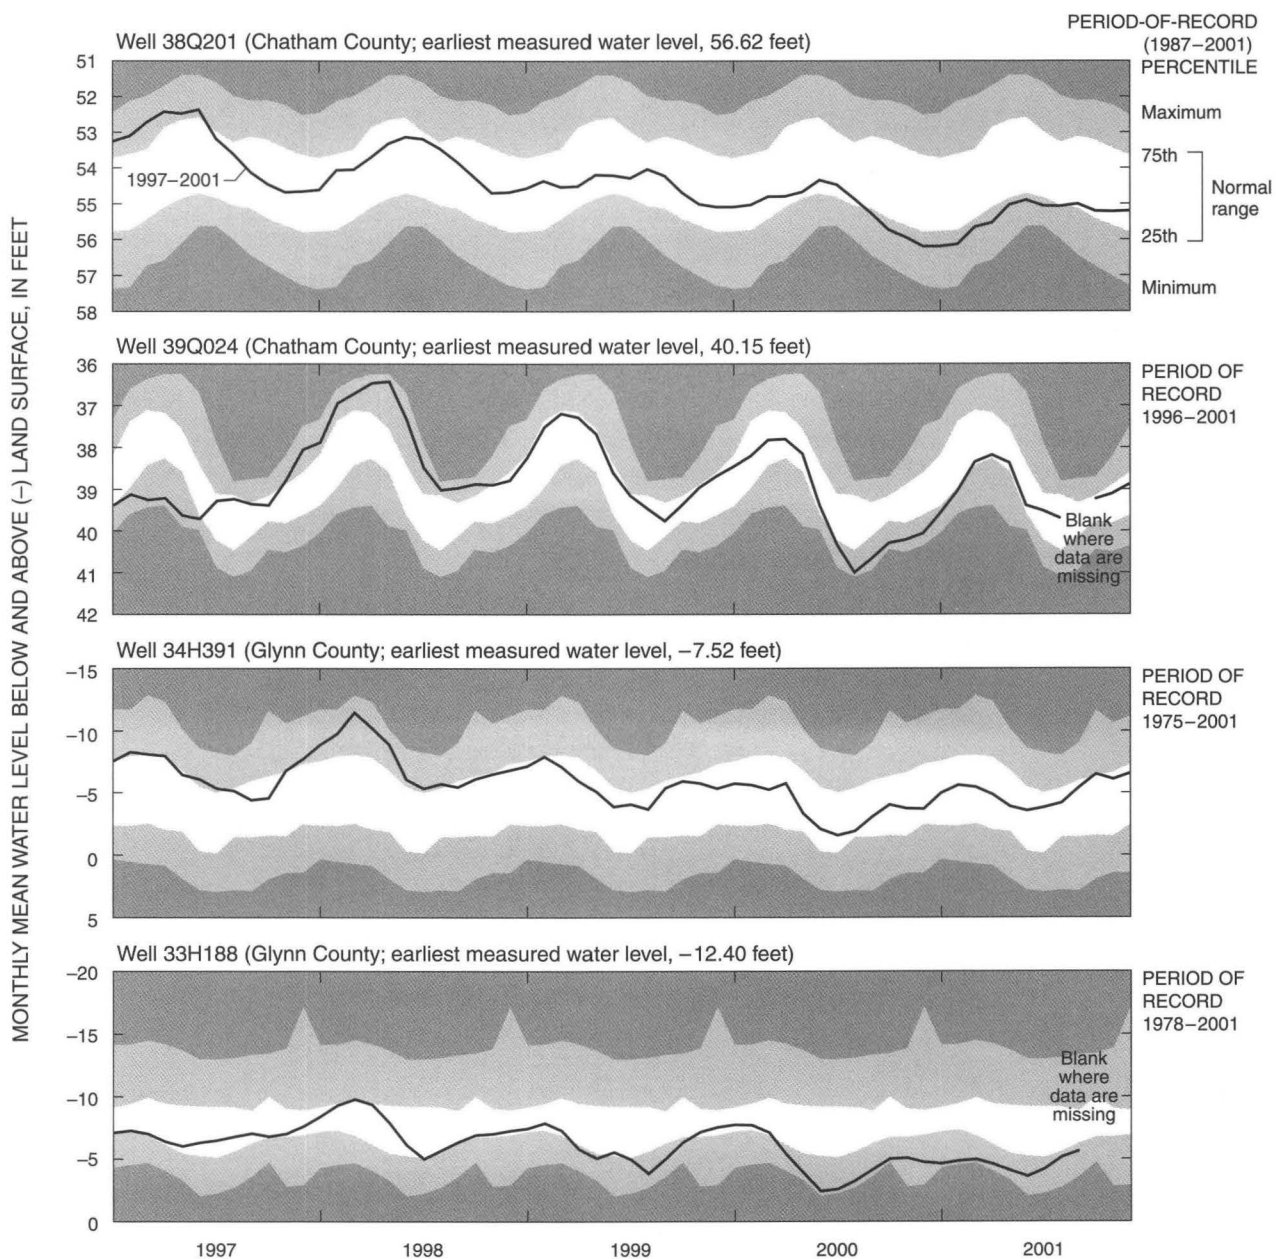 PERIOD-OF-RECORD
(1987–2001)
PERCENTILE
Well 38Q201 (Chatham County; earliest measured water level, 56.62 feet)
51
52
53
54
55
56
57
58
1997–2001
Maximum
75th
Normal
range
25th
Minimum
Well 39Q024 (Chatham County; earliest measured water level, 40.15 feet)
36
37
38
39
40
41
42
PERIOD OF
RECORD
1996–2001
Blank
where
data are
missing
Well 34H391 (Glynn County; earliest measured water level, –7.52 feet)
–15
–10
–5
0
5
PERIOD OF
RECORD
1975–2001
Well 33H188 (Glynn County; earliest measured water level, –12.40 feet)
–20
–15
–10
–5
0
PERIOD OF
RECORD
1978–2001
Blank
where
data are
missing
1997 1998 1999 2000 2001
MONTHLY MEAN WATER LEVEL BELOW AND ABOVE (–) LAND SURFACE, IN FEET